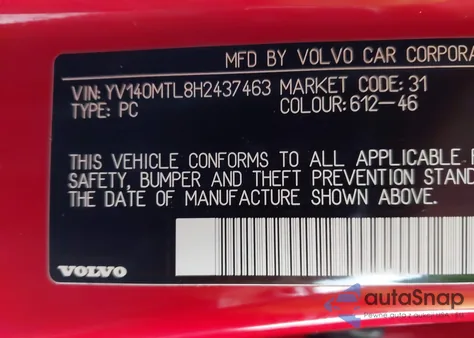 MFD BY VOLVO CAR CORPORA
VIN: YV140MTL8H2437463 MARKET CODE: 31
TYPE: PC COLOUR: 612-46
THIS VEHICLE CONFORMS TO ALL APPLICABLE
SAFETY, BUMPER AND THEFT PREVENTION STAND
THE DATE OF MANUFACTURE SHOWN ABOVE.
VOLVO
autoSnap